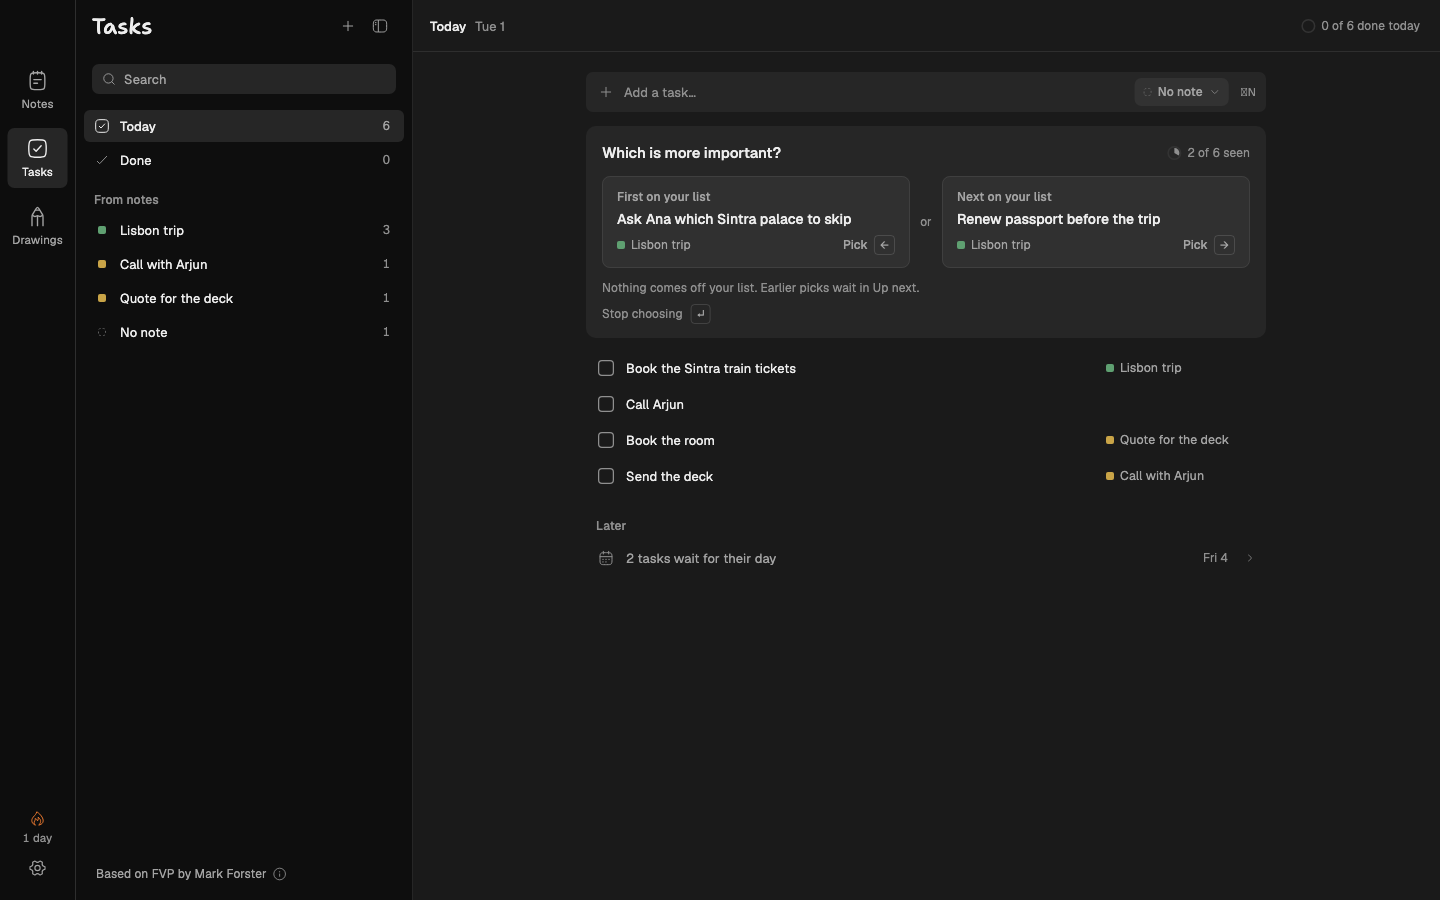 Tasks
Search
Today 6
Done 0
From notes
Lisbon trip 3
Call with Arjun 1
Quote for the deck 1
No note 1
Notes
Tasks
Drawings
1 day
Based on FVP by Mark Forster
Today Tue 1
0 of 6 done today
Add a task...
No note
N
Which is more important?
2 of 6 seen
First on your list
Ask Ana which Sintra palace to skip
Lisbon trip
Pick ←
or
Next on your list
Renew passport before the trip
Lisbon trip
Pick →
Nothing comes off your list. Earlier picks wait in Up next.
Stop choosing ↵
Book the Sintra train tickets Lisbon trip
Call Arjun
Book the room Quote for the deck
Send the deck Call with Arjun
Later
2 tasks wait for their day Fri 4